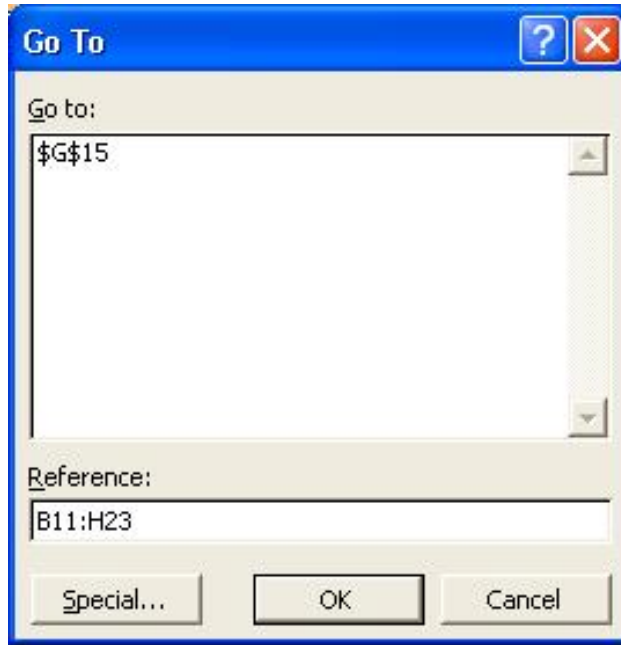 Go To
Go to:
$G$15
Reference:
B11:H23
Special... OK Cancel